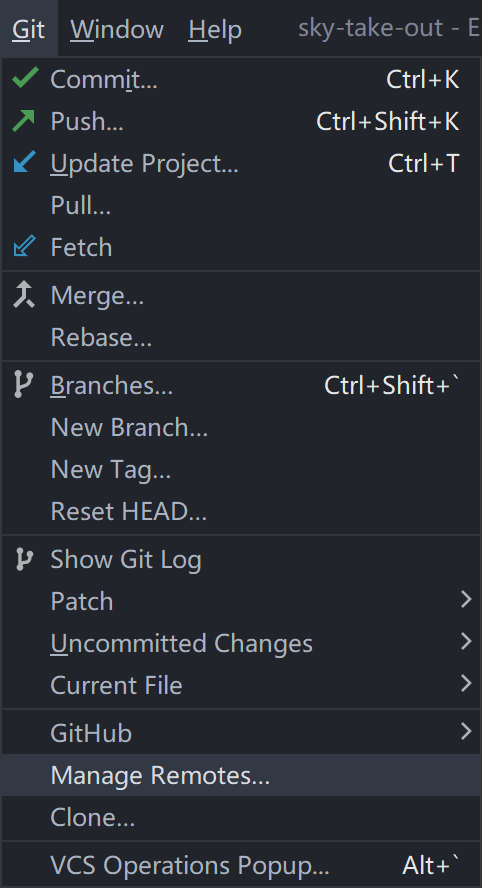 Git Window Help sky-take-out - E
Commit... Ctrl+K
Push... Ctrl+Shift+K
Update Project... Ctrl+T
Pull...
Fetch
Merge...
Rebase...
Branches... Ctrl+Shift+`
New Branch...
New Tag...
Reset HEAD...
Show Git Log
Patch
Uncommitted Changes
Current File
GitHub
Manage Remotes...
Clone...
VCS Operations Popup... Alt+`